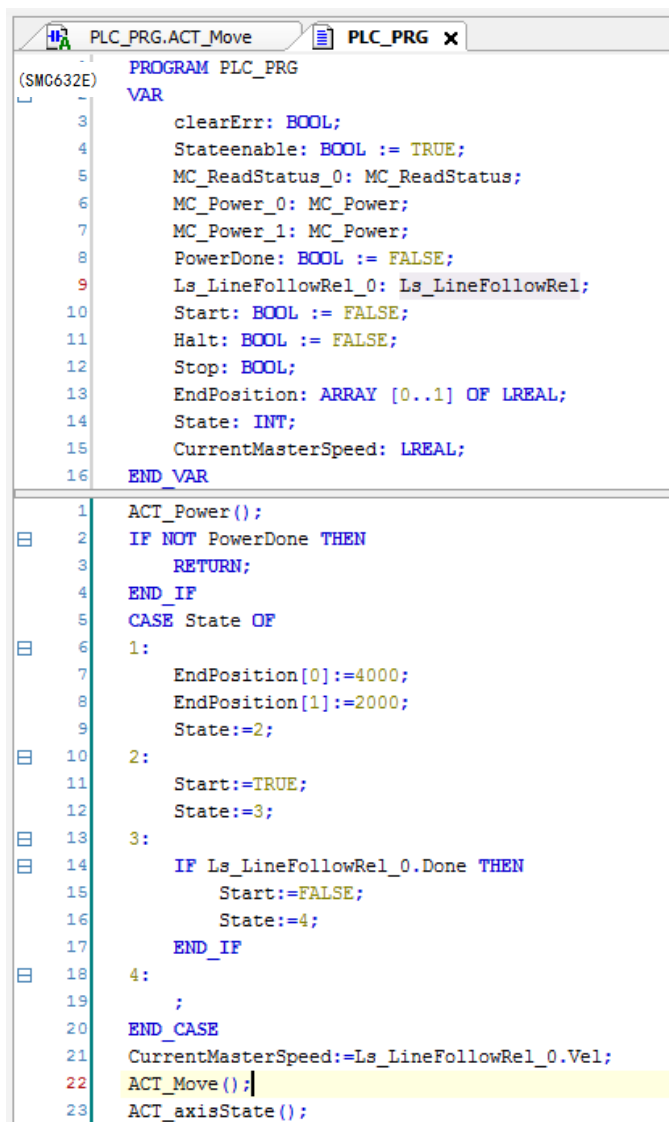 PLC_PRG.ACT_Move PLC_PRG x
(SMC632E)
PROGRAM PLC_PRG
VAR
3 clearErr: BOOL;
4 Stateenable: BOOL := TRUE;
5 MC_ReadStatus_0: MC_ReadStatus;
6 MC_Power_0: MC_Power;
7 MC_Power_1: MC_Power;
8 PowerDone: BOOL := FALSE;
9 Ls_LineFollowRel_0: Ls_LineFollowRel;
10 Start: BOOL := FALSE;
11 Halt: BOOL := FALSE;
12 Stop: BOOL;
13 EndPosition: ARRAY [0..1] OF LREAL;
14 State: INT;
15 CurrentMasterSpeed: LREAL;
16 END_VAR
1 ACT_Power();
2 IF NOT PowerDone THEN
3 RETURN;
4 END_IF
5 CASE State OF
6 1:
7 EndPosition[0]:=4000;
8 EndPosition[1]:=2000;
9 State:=2;
10 2:
11 Start:=TRUE;
12 State:=3;
13 3:
14 IF Ls_LineFollowRel_0.Done THEN
15 Start:=FALSE;
16 State:=4;
17 END_IF
18 4:
19 ;
20 END_CASE
21 CurrentMasterSpeed:=Ls_LineFollowRel_0.Vel;
22 ACT_Move();
23 ACT_axisState();